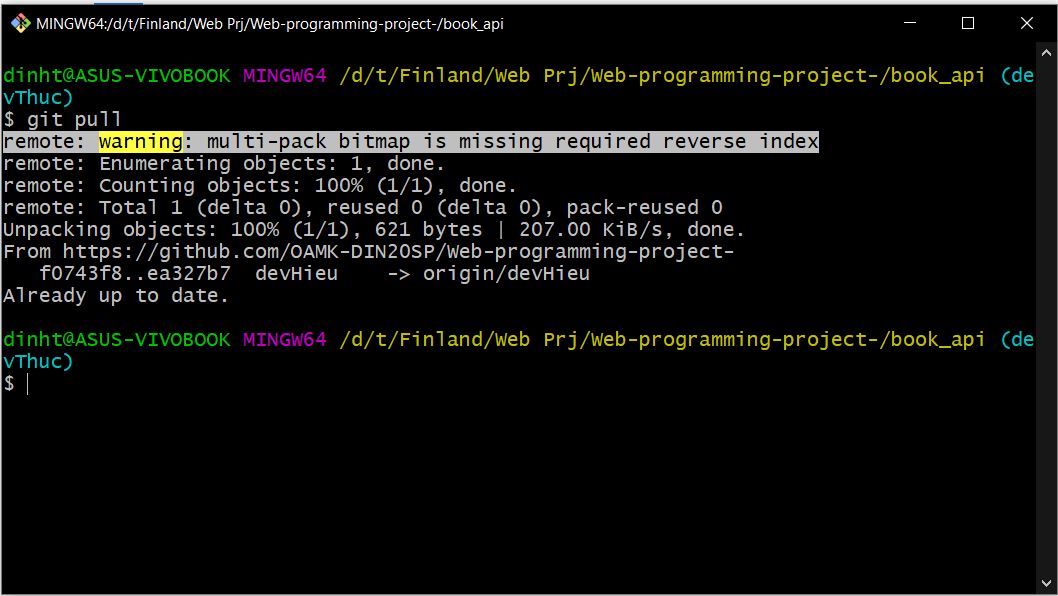 MINGW64:/d/t/Finland/Web Prj/Web-programming-project-/book_api
dinht@ASUS-VIVOBOOK MINGW64 /d/t/Finland/Web Prj/Web-programming-project-/book_api (de
vThuc)
$ git pull
remote: warning: multi-pack bitmap is missing required reverse index
remote: Enumerating objects: 1, done.
remote: Counting objects: 100% (1/1), done.
remote: Total 1 (delta 0), reused 0 (delta 0), pack-reused 0
Unpacking objects: 100% (1/1), 621 bytes | 207.00 KiB/s, done.
From https://github.com/OAMK-DIN20SP/Web-programming-project-
   f0743f8..ea327b7  devHieu    -> origin/devHieu
Already up to date.
dinht@ASUS-VIVOBOOK MINGW64 /d/t/Finland/Web Prj/Web-programming-project-/book_api (de
vThuc)
$